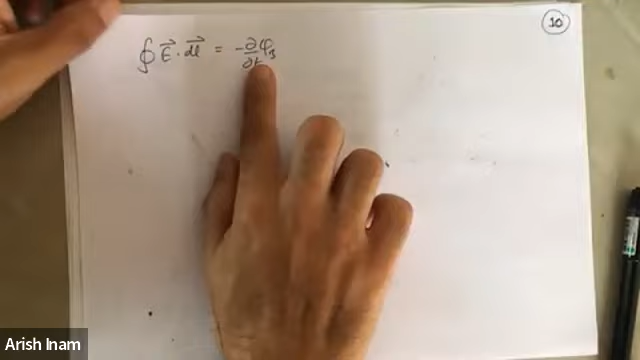 10
∮ E⃗ · dl⃗ = -∂φ_B/∂t
Arish Inam